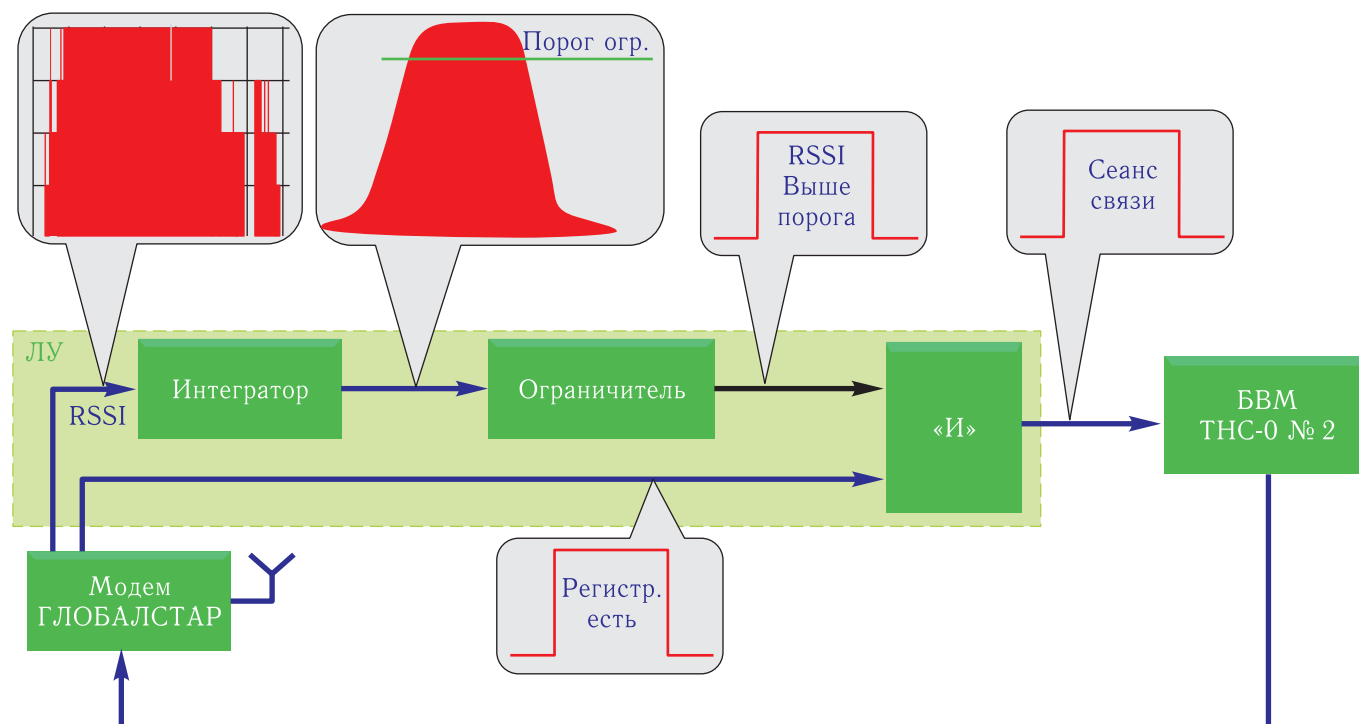 Порог огр.
RSSI
Выше
порога
Сеанс
связи
ЛУ
RSSI
Интегратор
Ограничитель
«И»
БВМ
ТНС-0 № 2
Регистр.
есть
Модем
ГЛОБАЛСТАР